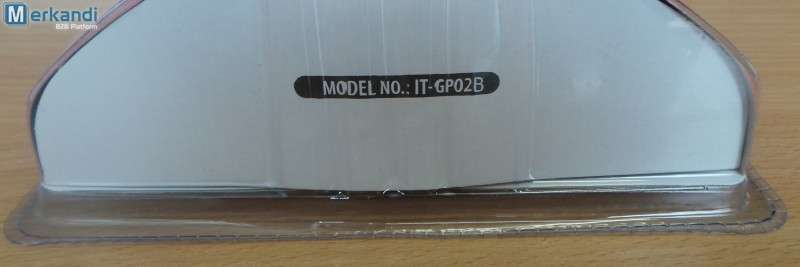 Merkandi
B2B Platform
MODEL NO.: IT-GP02B